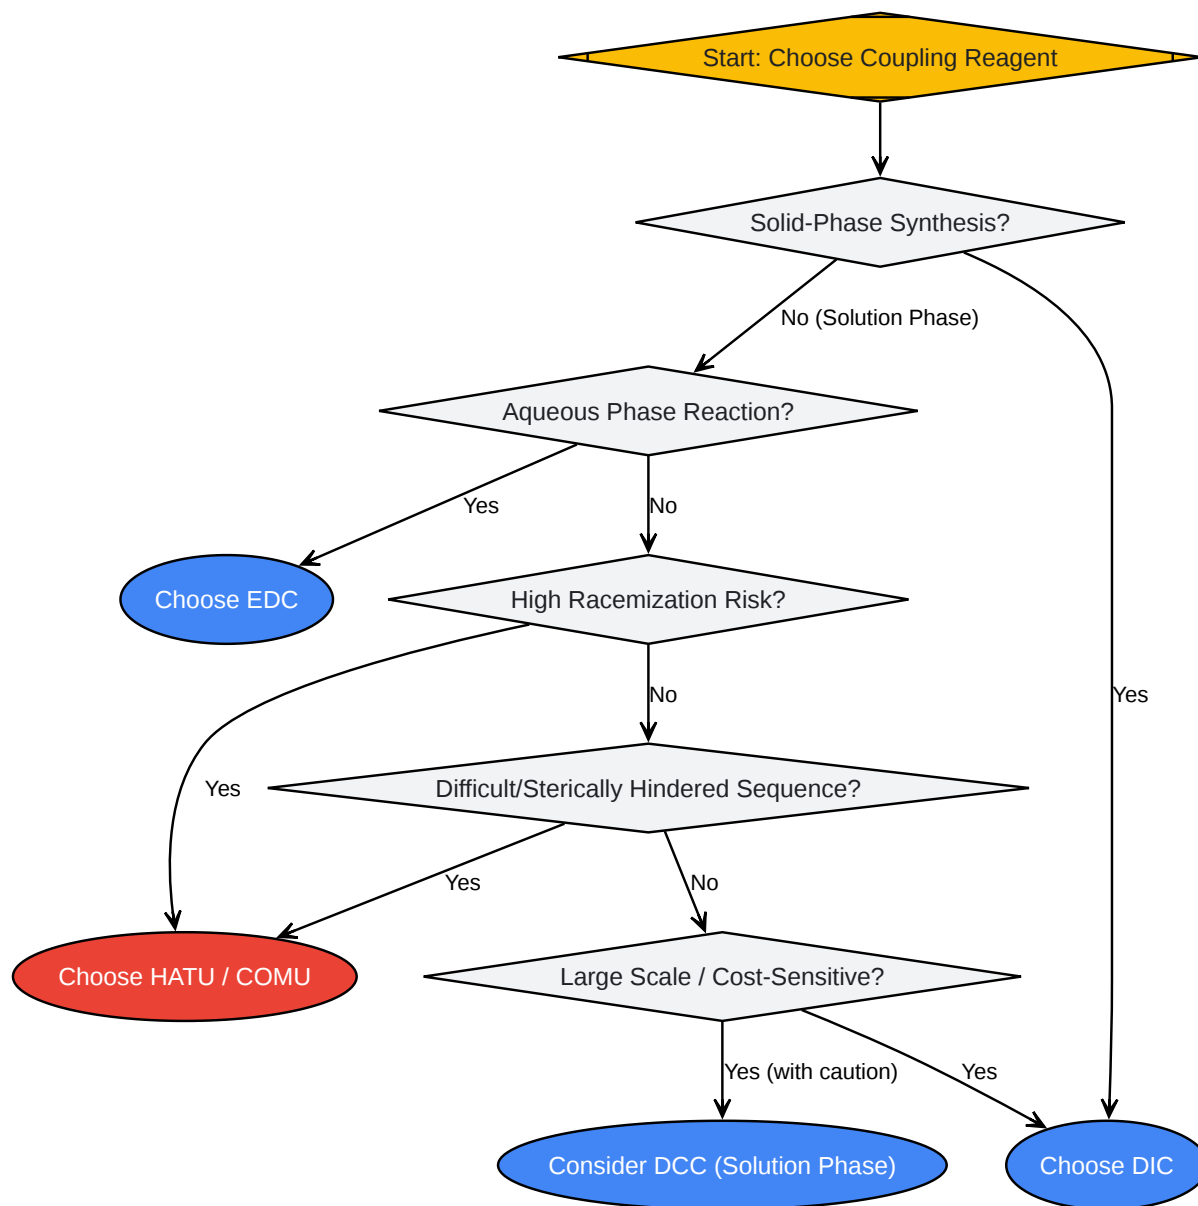 Start: Choose Coupling Reagent
Solid-Phase Synthesis?
No (Solution Phase)
Aqueous Phase Reaction?
Yes
No
Choose EDC
High Racemization Risk?
No
Yes
Yes
Difficult/Sterically Hindered Sequence?
Yes
No
Choose HATU / COMU
Large Scale / Cost-Sensitive?
Yes (with caution)
Yes
Consider DCC (Solution Phase)
Choose DIC